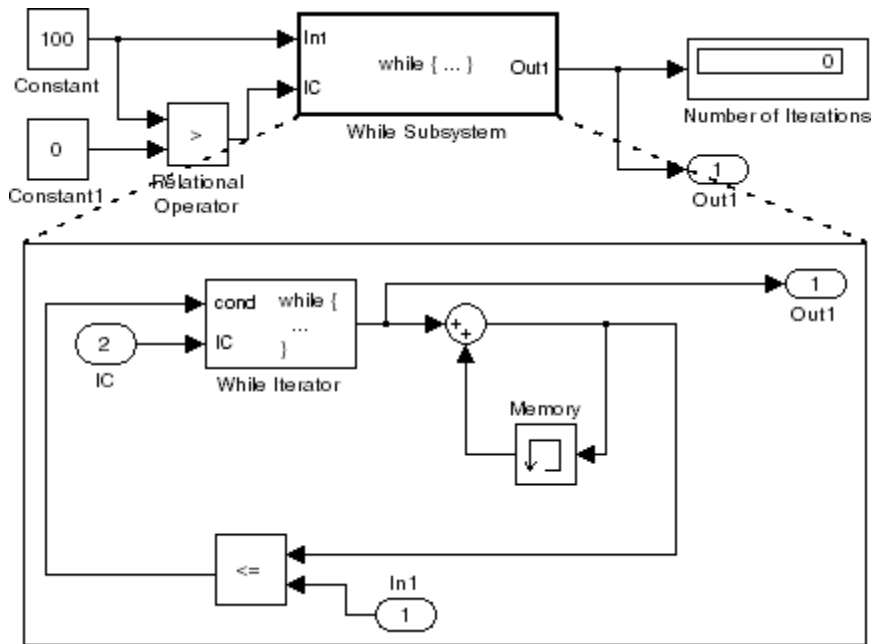 100
Constant
0
Constant1
>
Relational
Operator
In1
IC
while { ... }
Out1
While Subsystem
0
Number of Iterations
1
Out1
cond
IC
while {
...
}
While Iterator
2
IC
+
+
Memory
1
Out1
<=
In1
1